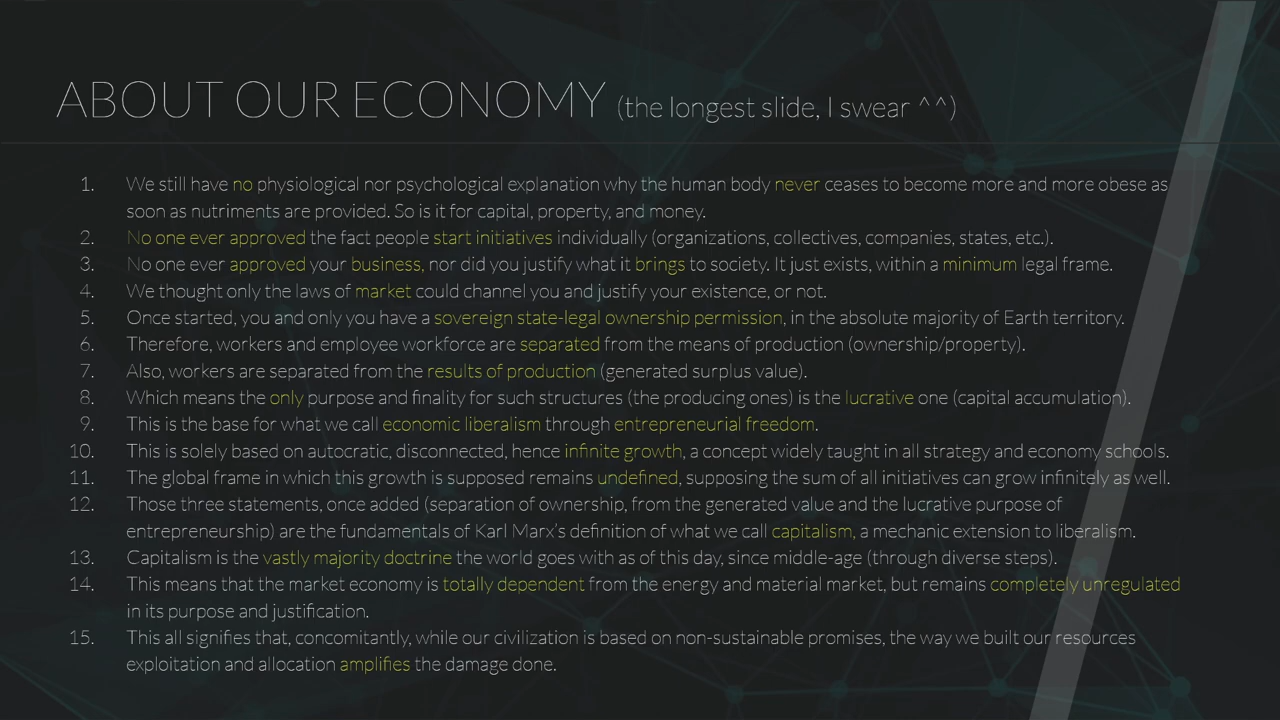 ABOUT OUR ECONOMY (the longest slide, I swear ^^)
1. We still have no physiological nor psychological explanation why the human body never ceases to become more and more obese as
soon as nutriments are provided. So is it for capital, property, and money.
2. No one ever approved the fact people start initiatives individually (organizations, collectives, companies, states, etc.).
3. No one ever approved your business, nor did you justify what it brings to society. It just exists, within a minimum legal frame.
4. We thought only the laws of market could channel you and justify your existence, or not.
5. Once started, you and only you have a sovereign state-legal ownership permission, in the absolute majority of Earth territory.
6. Therefore, workers and employee workforce are separated from the means of production (ownership/property).
7. Also, workers are separated from the results of production (generated surplus value).
8. Which means the only purpose and finality for such structures (the producing ones) is the lucrative one (capital accumulation).
9. This is the base for what we call economic liberalism through entrepreneurial freedom.
10. This is solely based on autocratic, disconnected, hence infinite growth, a concept widely taught in all strategy and economy schools.
11. The global frame in which this growth is supposed remains undefined, supposing the sum of all initiatives can grow infinitely as well.
12. Those three statements, once added (separation of ownership, from the generated value and the lucrative purpose of
entrepreneurship) are the fundamentals of Karl Marx's definition of what we call capitalism, a mechanic extension to liberalism.
13. Capitalism is the vastly majority doctrine the world goes with as of this day, since middle-age (through diverse steps).
14. This means that the market economy is totally dependent from the energy and material market, but remains completely unregulated
in its purpose and justification.
15. This all signifies that, concomitantly, while our civilization is based on non-sustainable promises, the way we built our resources
exploitation and allocation amplifies the damage done.